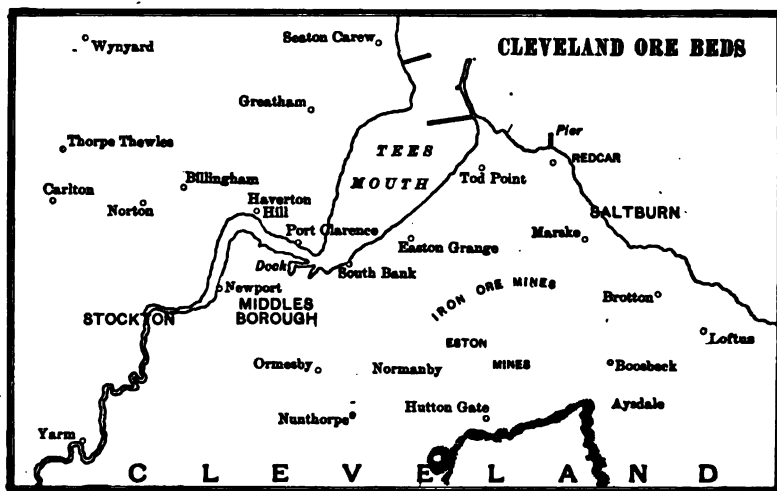 CLEVELAND ORE BEDS
Seaton Carew
Wynyard
Greatham
Pier
Thorpe Thewles
TEES
MOUTH
REDCAR
Tod Point
Billingham
Carlton
Norton
Haverton
Hill
SALTBURN
Port Clarence
Easton Grange
Marske
Dock
South Bank
Newport
IRON ORE MINES
Brotton
MIDDLES
BOROUGH
STOCKTON
Loftus
ESTON
MINES
Ormesby
Normanby
Boosbeck
Nunthorpe
Hutton Gate
Aysdale
Yarm
CLEVELAND